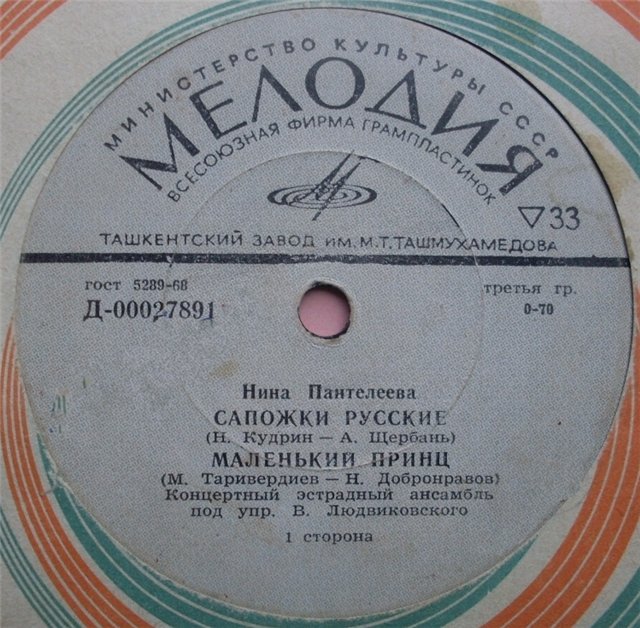 МИНИСТЕРСТВО КУЛЬТУРЫ СССР
МЕЛОДИЯ
ВСЕСОЮЗНАЯ ФИРМА ГРАМПЛАСТИНОК
▽33
ТАШКЕНТСКИЙ ЗАВОД ИМ. М.Т.ТАШМУХАМЕДОВА
гост 5289-68
третья гр.
Д-00027891
0-70
Нина Пантелеева
САПОЖКИ РУССКИЕ
(Н. Кудрин — А. Щербань)
МАЛЕНЬКИЙ ПРИНЦ
(М. Таривердиев — Н. Добронравов)
Концертный эстрадный ансамбль
под упр. В. Людвиковского
1 сторона